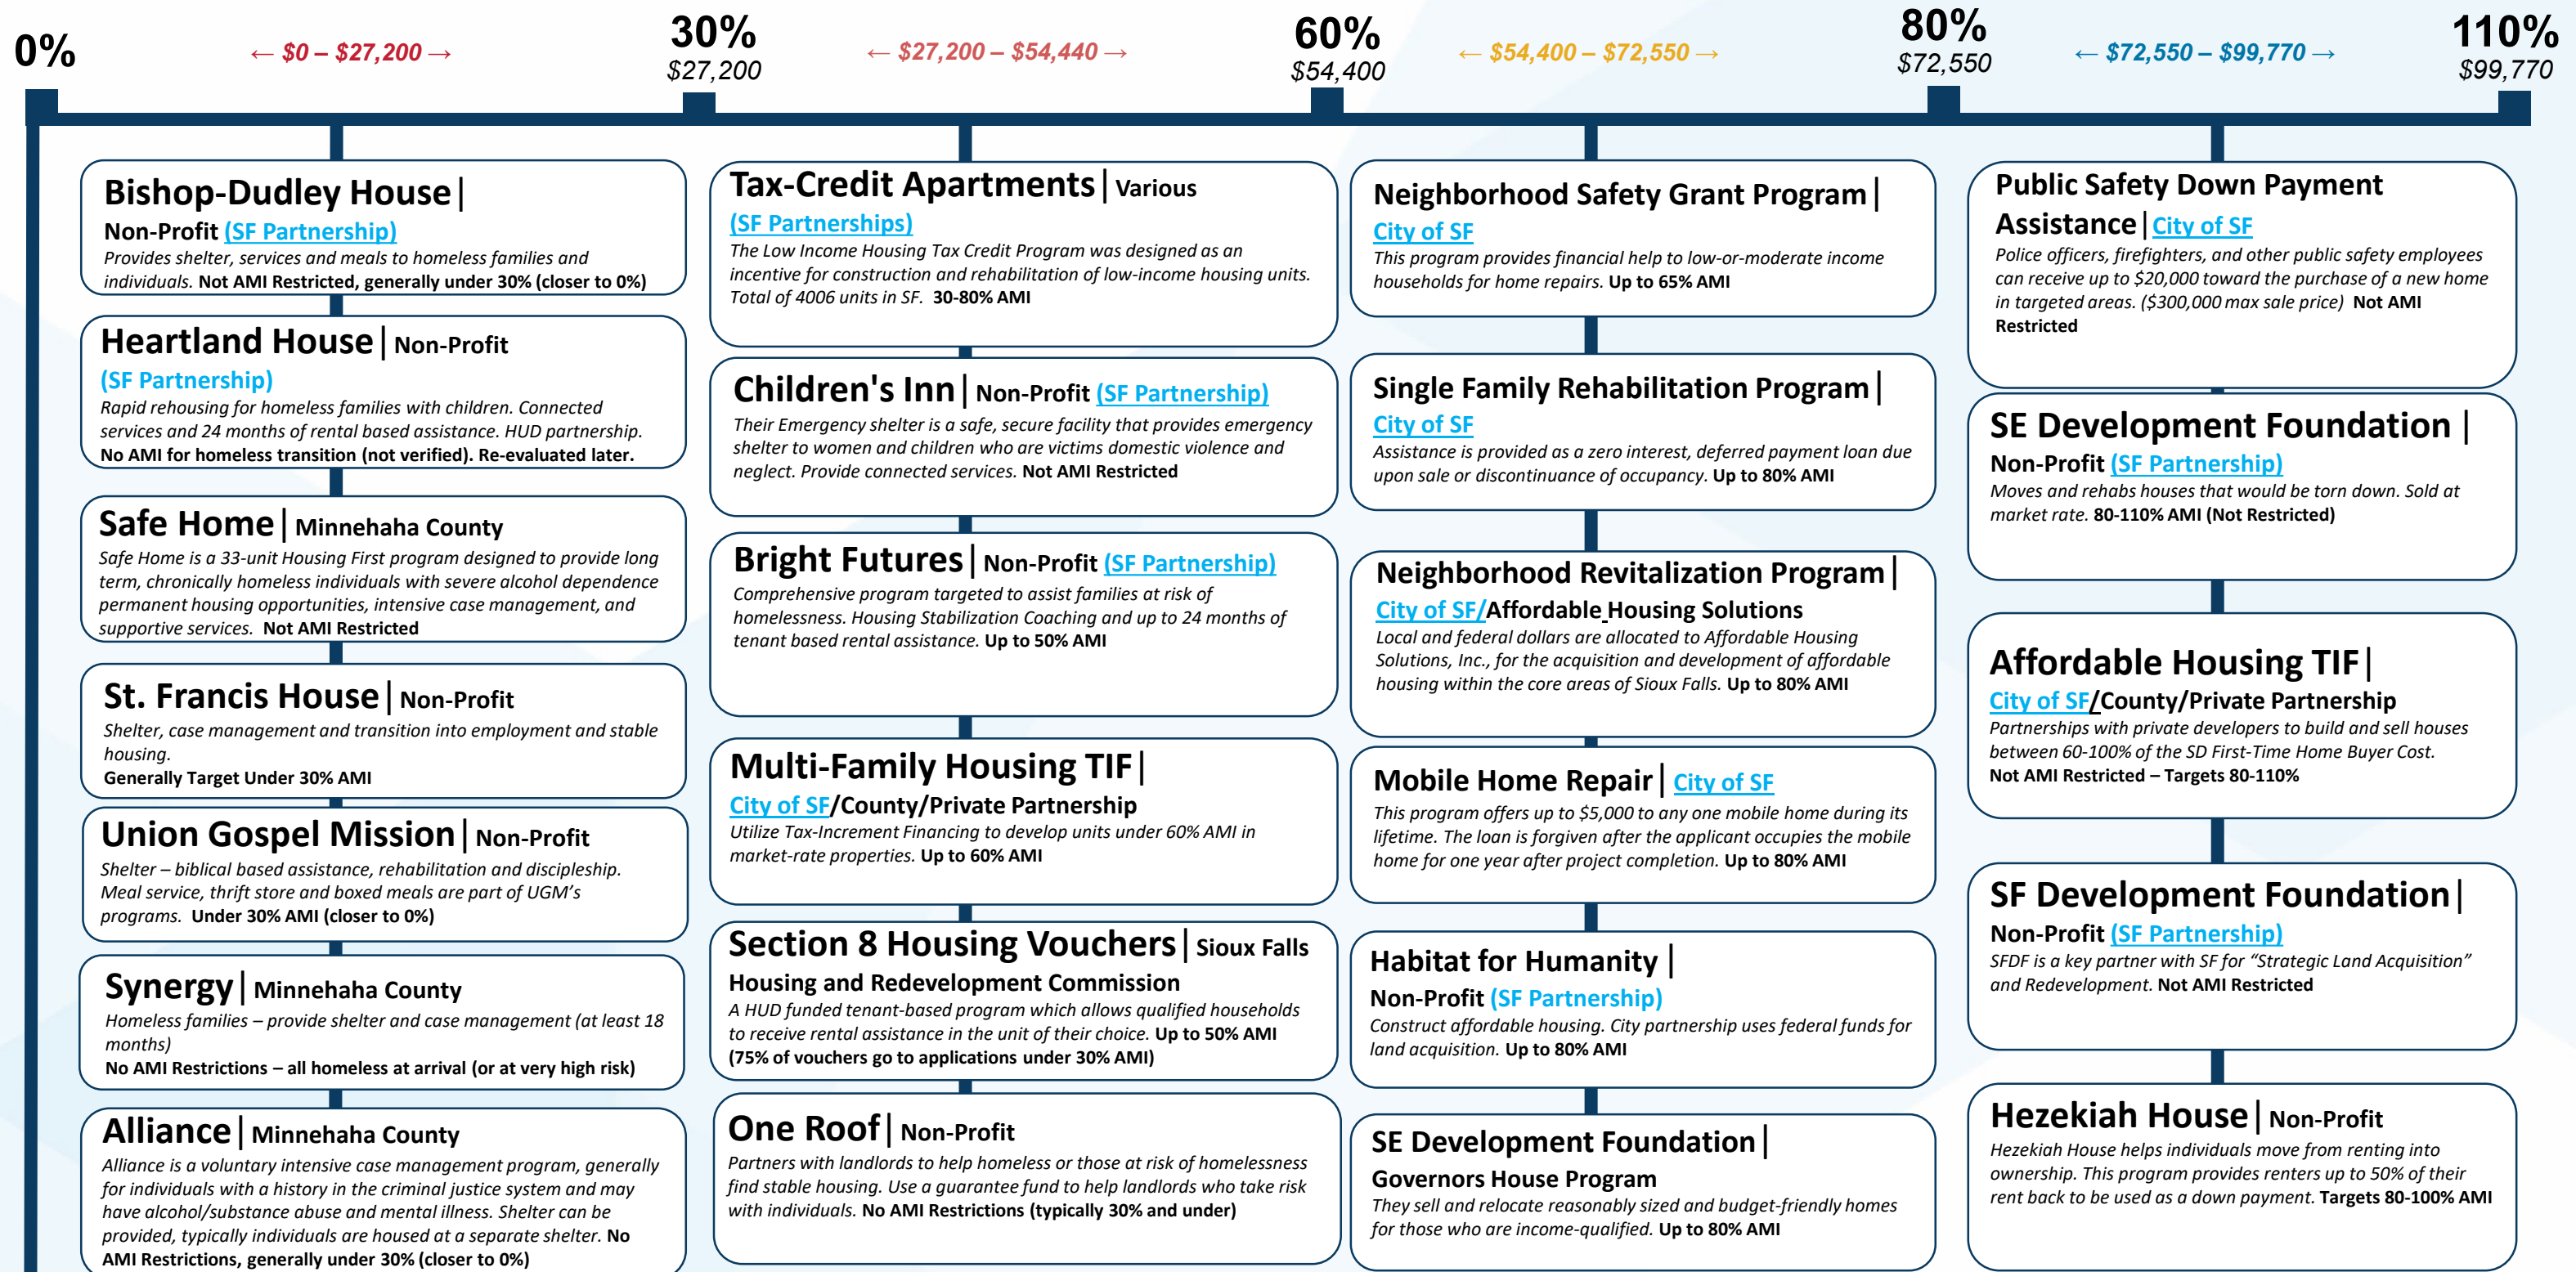 0%
← $0 – $27,200 →
30%
$27,200
← $27,200 – $54,440 →
60%
$54,400
← $54,400 – $72,550 →
80%
$72,550
← $72,550 – $99,770 →
110%
$99,770
Bishop-Dudley House|
Non-Profit (SF Partnership)
Provides shelter, services and meals to homeless families and
individuals. Not AMI Restricted, generally under 30% (closer to 0%)
Heartland House| Non-Profit
(SF Partnership)
Rapid rehousing for homeless families with children. Connected
services and 24 months of rental based assistance. HUD partnership.
No AMI for homeless transition (not verified). Re-evaluated later.
Safe Home| Minnehaha County
Safe Home is a 33-unit Housing First program designed to provide long
term, chronically homeless individuals with severe alcohol dependence
permanent housing opportunities, intensive case management, and
supportive services. Not AMI Restricted
St. Francis House| Non-Profit
Shelter, case management and transition into employment and stable
housing.
Generally Target Under 30% AMI
Union Gospel Mission| Non-Profit
Shelter – biblical based assistance, rehabilitation and discipleship.
Meal service, thrift store and boxed meals are part of UGM's
programs. Under 30% AMI (closer to 0%)
Synergy| Minnehaha County
Homeless families – provide shelter and case management (at least 18
months)
No AMI Restrictions – all homeless at arrival (or at very high risk)
Alliance| Minnehaha County
Alliance is a voluntary intensive case management program, generally
for individuals with a history in the criminal justice system and may
have alcohol/substance abuse and mental illness. Shelter can be
provided, typically individuals are housed at a separate shelter. No
AMI Restrictions, generally under 30% (closer to 0%)
Tax-Credit Apartments| Various
(SF Partnerships)
The Low Income Housing Tax Credit Program was designed as an
incentive for construction and rehabilitation of low-income housing units.
Total of 4006 units in SF. 30-80% AMI
Children's Inn| Non-Profit (SF Partnership)
Their Emergency shelter is a safe, secure facility that provides emergency
shelter to women and children who are victims domestic violence and
neglect. Provide connected services. Not AMI Restricted
Bright Futures| Non-Profit (SF Partnership)
Comprehensive program targeted to assist families at risk of
homelessness. Housing Stabilization Coaching and up to 24 months of
tenant based rental assistance. Up to 50% AMI
Multi-Family Housing TIF|
City of SF/County/Private Partnership
Utilize Tax-Increment Financing to develop units under 60% AMI in
market-rate properties. Up to 60% AMI
Section 8 Housing Vouchers| Sioux Falls
Housing and Redevelopment Commission
A HUD funded tenant-based program which allows qualified households
to receive rental assistance in the unit of their choice. Up to 50% AMI
(75% of vouchers go to applications under 30% AMI)
One Roof| Non-Profit
Partners with landlords to help homeless or those at risk of homelessness
find stable housing. Use a guarantee fund to help landlords who take risk
with individuals. No AMI Restrictions (typically 30% and under)
Neighborhood Safety Grant Program|
City of SF
This program provides financial help to low-or-moderate income
households for home repairs. Up to 65% AMI
Single Family Rehabilitation Program|
City of SF
Assistance is provided as a zero interest, deferred payment loan due
upon sale or discontinuance of occupancy. Up to 80% AMI
Neighborhood Revitalization Program|
City of SF/Affordable Housing Solutions
Local and federal dollars are allocated to Affordable Housing
Solutions, Inc., for the acquisition and development of affordable
housing within the core areas of Sioux Falls. Up to 80% AMI
Mobile Home Repair| City of SF
This program offers up to $5,000 to any one mobile home during its
lifetime. The loan is forgiven after the applicant occupies the mobile
home for one year after project completion. Up to 80% AMI
Habitat for Humanity |
Non-Profit (SF Partnership)
Construct affordable housing. City partnership uses federal funds for
land acquisition. Up to 80% AMI
SE Development Foundation|
Governors House Program
They sell and relocate reasonably sized and budget-friendly homes
for those who are income-qualified. Up to 80% AMI
Public Safety Down Payment
Assistance|City of SF
Police officers, firefighters, and other public safety employees
can receive up to $20,000 toward the purchase of a new home
in targeted areas. ($300,000 max sale price) Not AMI
Restricted
SE Development Foundation |
Non-Profit (SF Partnership)
Moves and rehabs houses that would be torn down. Sold at
market rate. 80-110% AMI (Not Restricted)
Affordable Housing TIF|
City of SF/County/Private Partnership
Partnerships with private developers to build and sell houses
between 60-100% of the SD First-Time Home Buyer Cost.
Not AMI Restricted – Targets 80-110%
SF Development Foundation|
Non-Profit (SF Partnership)
SFDF is a key partner with SF for “Strategic Land Acquisition”
and Redevelopment. Not AMI Restricted
Hezekiah House| Non-Profit
Hezekiah House helps individuals move from renting into
ownership. This program provides renters up to 50% of their
rent back to be used as a down payment. Targets 80-100% AMI